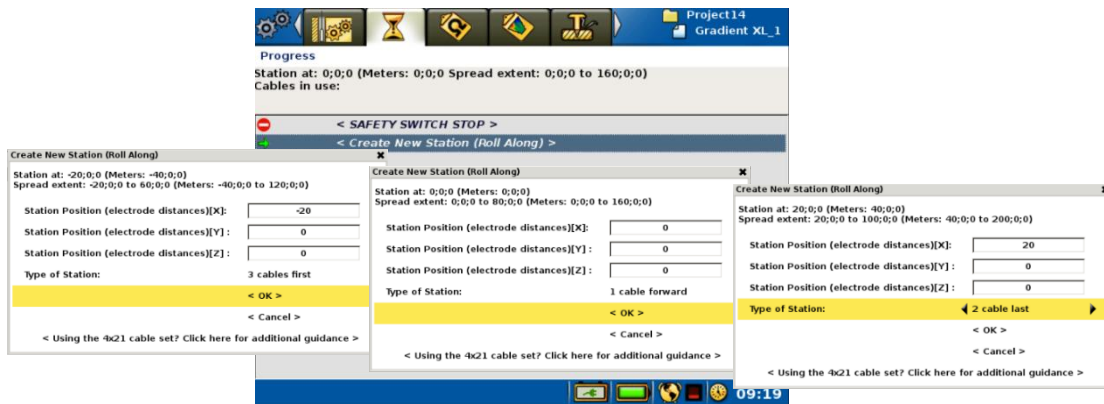 Project14
Gradient XL_1
Progress
Station at: 0;0;0 (Meters: 0;0;0 Spread extent: 0;0;0 to 160;0;0)
Cables in use:
< SAFETY SWITCH STOP >
< Create New Station (Roll Along) >
Create New Station (Roll Along)
Station at: -20;0;0 (Meters: -40;0;0)
Spread extent: -20;0;0 to 60;0;0 (Meters: -40;0;0 to 120;0;0)
Station Position (electrode distances)[X]: -20
Station Position (electrode distances)[Y] : 0
Station Position (electrode distances)[Z] : 0
Type of Station: 3 cables first
< OK >
< Cancel >
< Using the 4x21 cable set? Click here for additional guidance >
Create New Station (Roll Along)
Station at: 0;0;0 (Meters: 0;0;0)
Spread extent: 0;0;0 to 80;0;0 (Meters: 0;0;0 to 160;0;0)
Station Position (electrode distances)[X]: 0
Station Position (electrode distances)[Y] : 0
Station Position (electrode distances)[Z] : 0
Type of Station: 1 cable forward
< OK >
< Cancel >
< Using the 4x21 cable set? Click here for additional guidance >
Create New Station (Roll Along)
Station at: 20;0;0 (Meters: 40;0;0)
Spread extent: 20;0;0 to 100;0;0 (Meters: 40;0;0 to 200;0;0)
Station Position (electrode distances)[X]: 20
Station Position (electrode distances)[Y] : 0
Station Position (electrode distances)[Z] : 0
Type of Station: 2 cable last
< OK >
< Cancel >
< Using the 4x21 cable set? Click here for additional guidance >
09:19